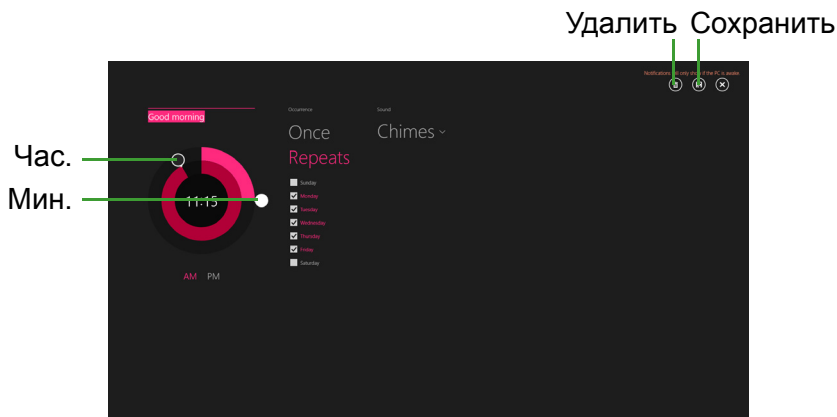 Удалить Сохранить
Notifications will only show if the PC is awake
Good morning
Occurrence
Sound
Once
Chimes
Repeats
Час.
Мин.
11:15
Sunday
Monday
Tuesday
Wednesday
Thursday
Friday
Saturday
AM PM